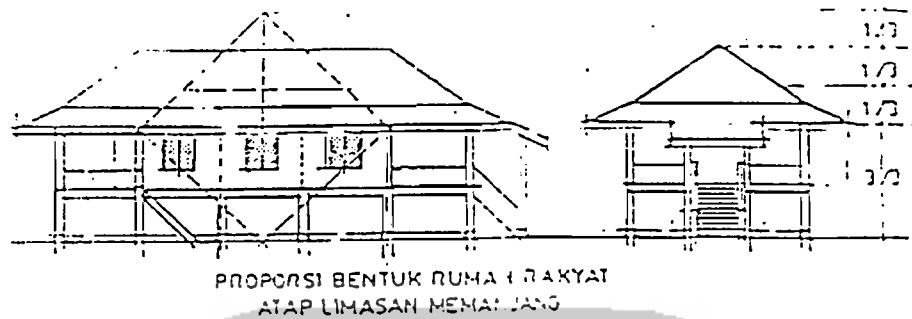 1/3
1/3
1/3
3/3
PROPORSI BENTUK RUMAH RAKYAT
ATAP LIMASAN MEMANJANG